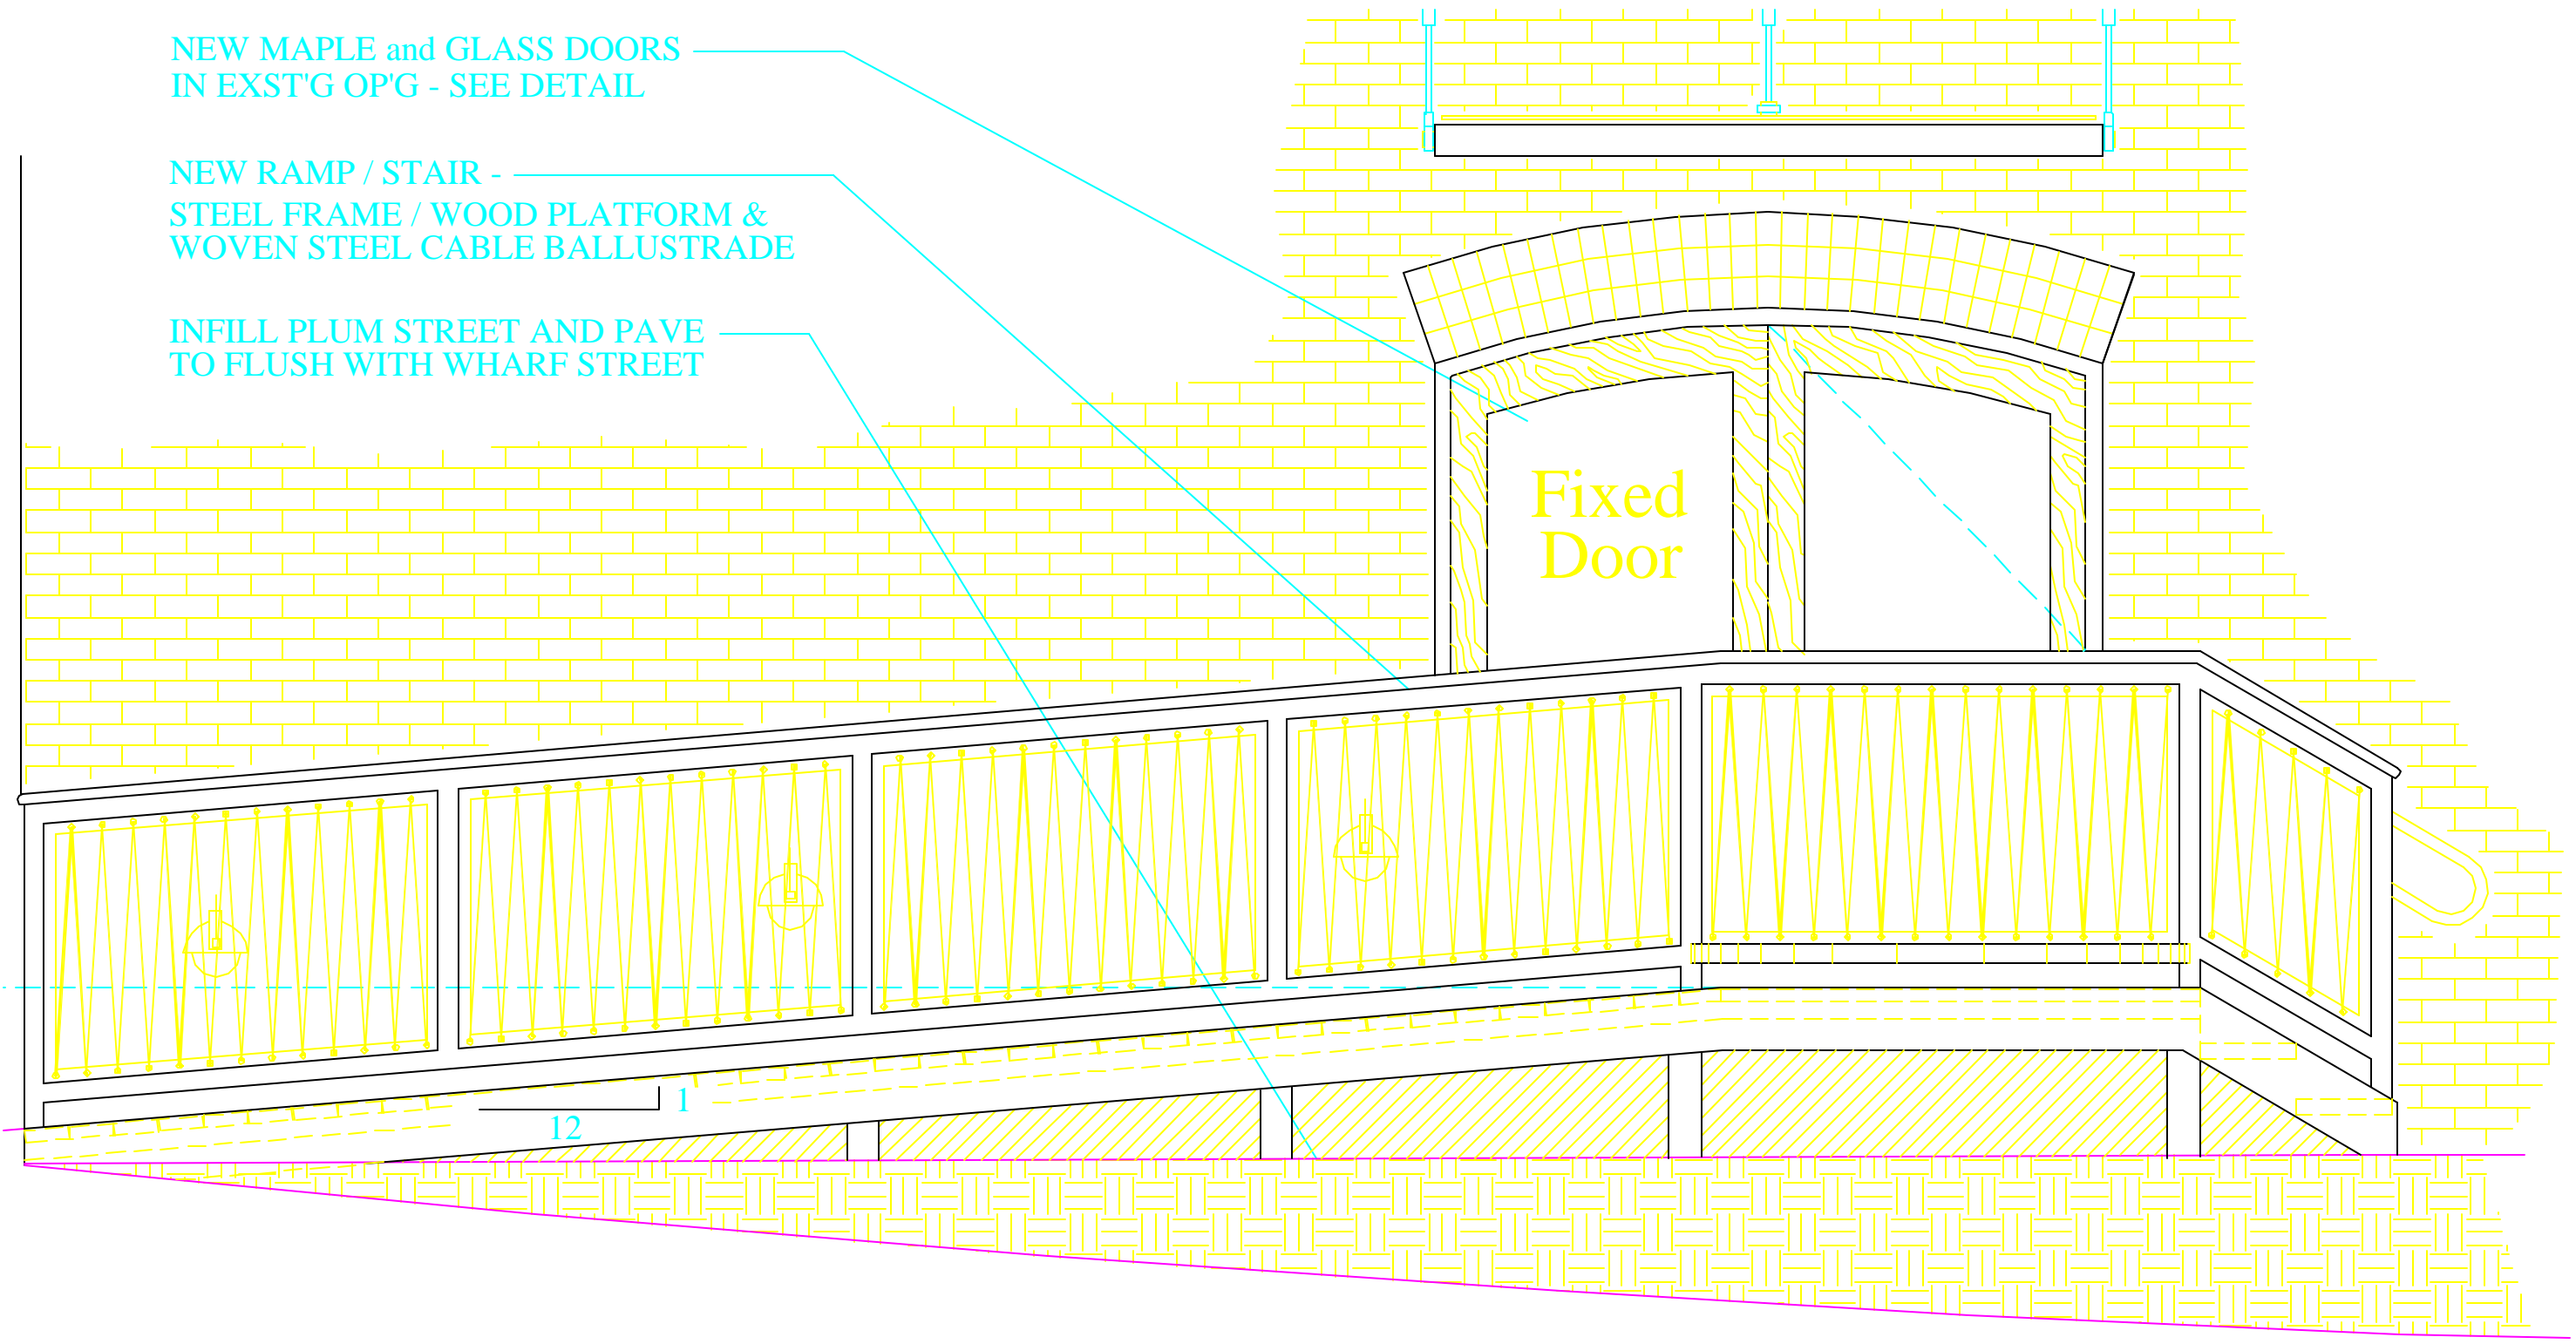 NEW MAPLE and GLASS DOORS
IN EXST'G OP'G - SEE DETAIL
NEW RAMP / STAIR -
STEEL FRAME / WOOD PLATFORM &
WOVEN STEEL CABLE BALLUSTRADE
INFILL PLUM STREET AND PAVE
TO FLUSH WITH WHARF STREET
Fixed
Door
1
12